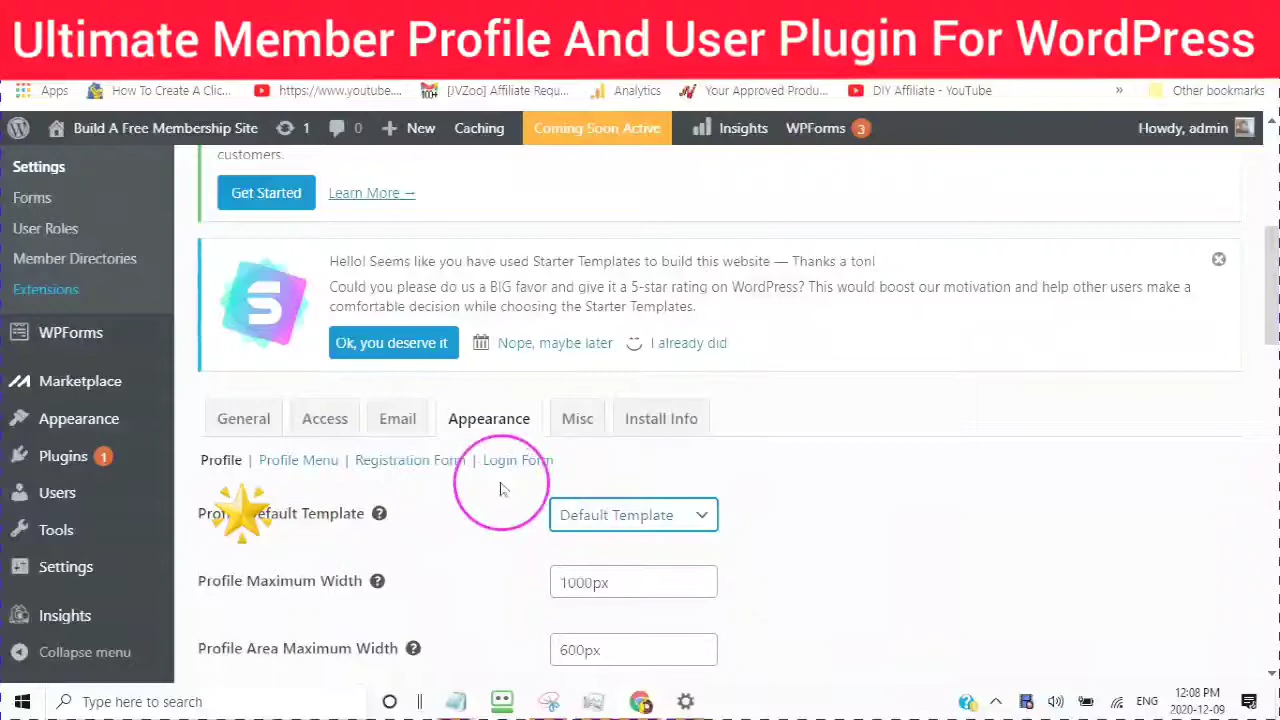 Ultimate Member Profile And User Plugin For WordPress
Apps How To Create A Clic... https://www.youtube.... [JVZoo] Affiliate Requ... Analytics Your Approved Produ... DIY Affiliate - YouTube » Other bookmarks
Build A Free Membership Site 1 0 New Caching Coming Soon Active Insights WPForms 3 Howdy, admin
Settings
Forms
User Roles
Member Directories
Extensions
WPForms
Marketplace
Appearance
Plugins 1
Users
Tools
Settings
Insights
Collapse menu
customers.
Get Started Learn More →
Hello! Seems like you have used Starter Templates to build this website — Thanks a ton!
Could you please do us a BIG favor and give it a 5-star rating on WordPress? This would boost our motivation and help other users make a
comfortable decision while choosing the Starter Templates.
Ok, you deserve it Nope, maybe later I already did
General Access Email Appearance Misc Install Info
Profile | Profile Menu | Registration Form | Login Form
Template Default Template
Profile Maximum Width 1000px
Profile Area Maximum Width 600px
Type here to search
ENG
12:08 PM
2020-12-09